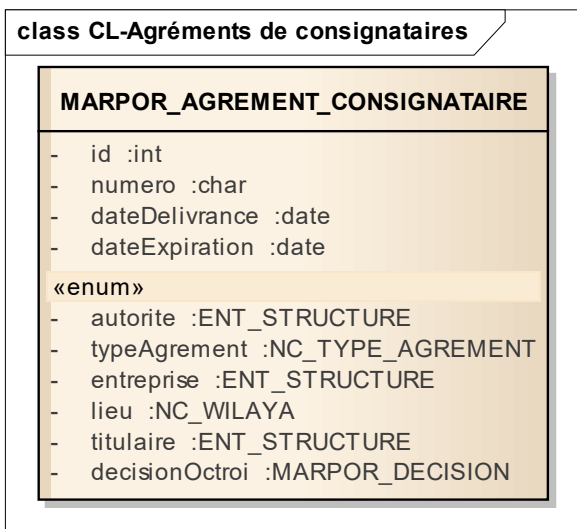 class CL-Agréments de consignataires
MARPOR_AGREMENT_CONSIGNATAIRE
- id :int
- numero :char
- dateDelivrance :date
- dateExpiration :date
«enum»
- autorite :ENT_STRUCTURE
- typeAgrement :NC_TYPE_AGREMENT
- entreprise :ENT_STRUCTURE
- lieu :NC_WILAYA
- titulaire :ENT_STRUCTURE
- decisionOctroi :MARPOR_DECISION